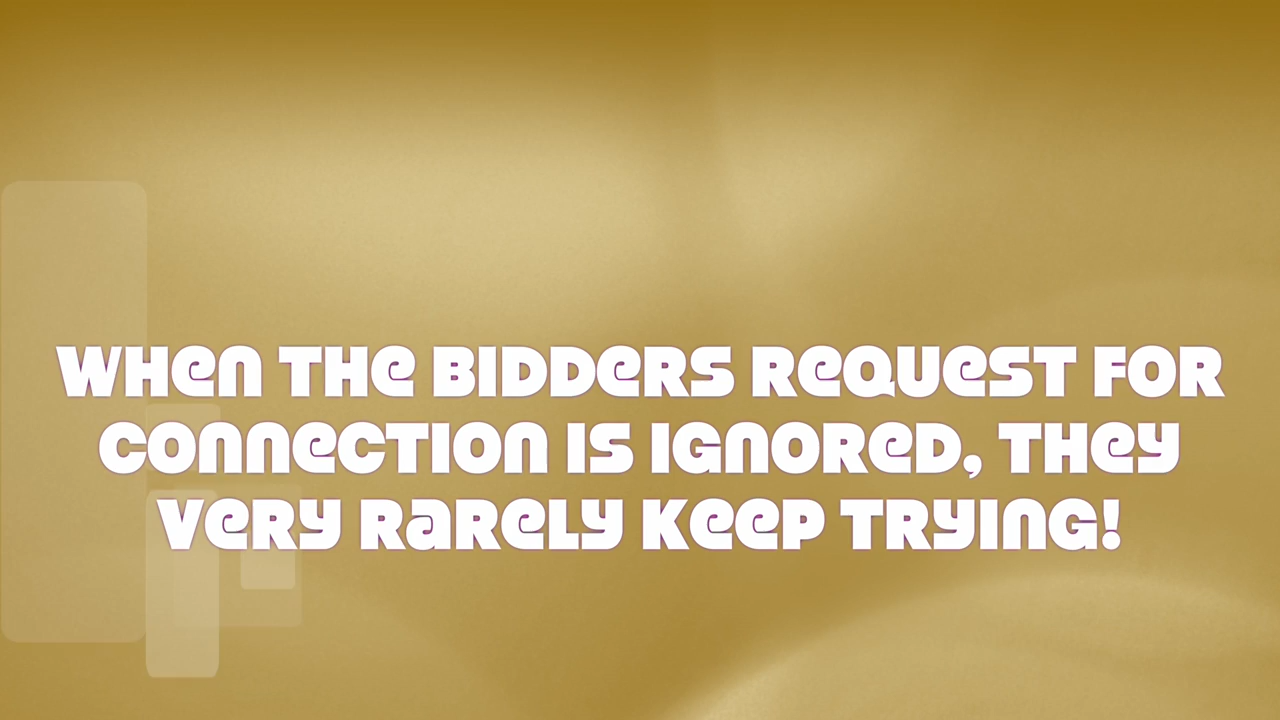 WHEN THE BIDDERS REQUEST FOR
CONNECTION IS IGNORED, THEY
VERY RARELY KEEP TRYING!